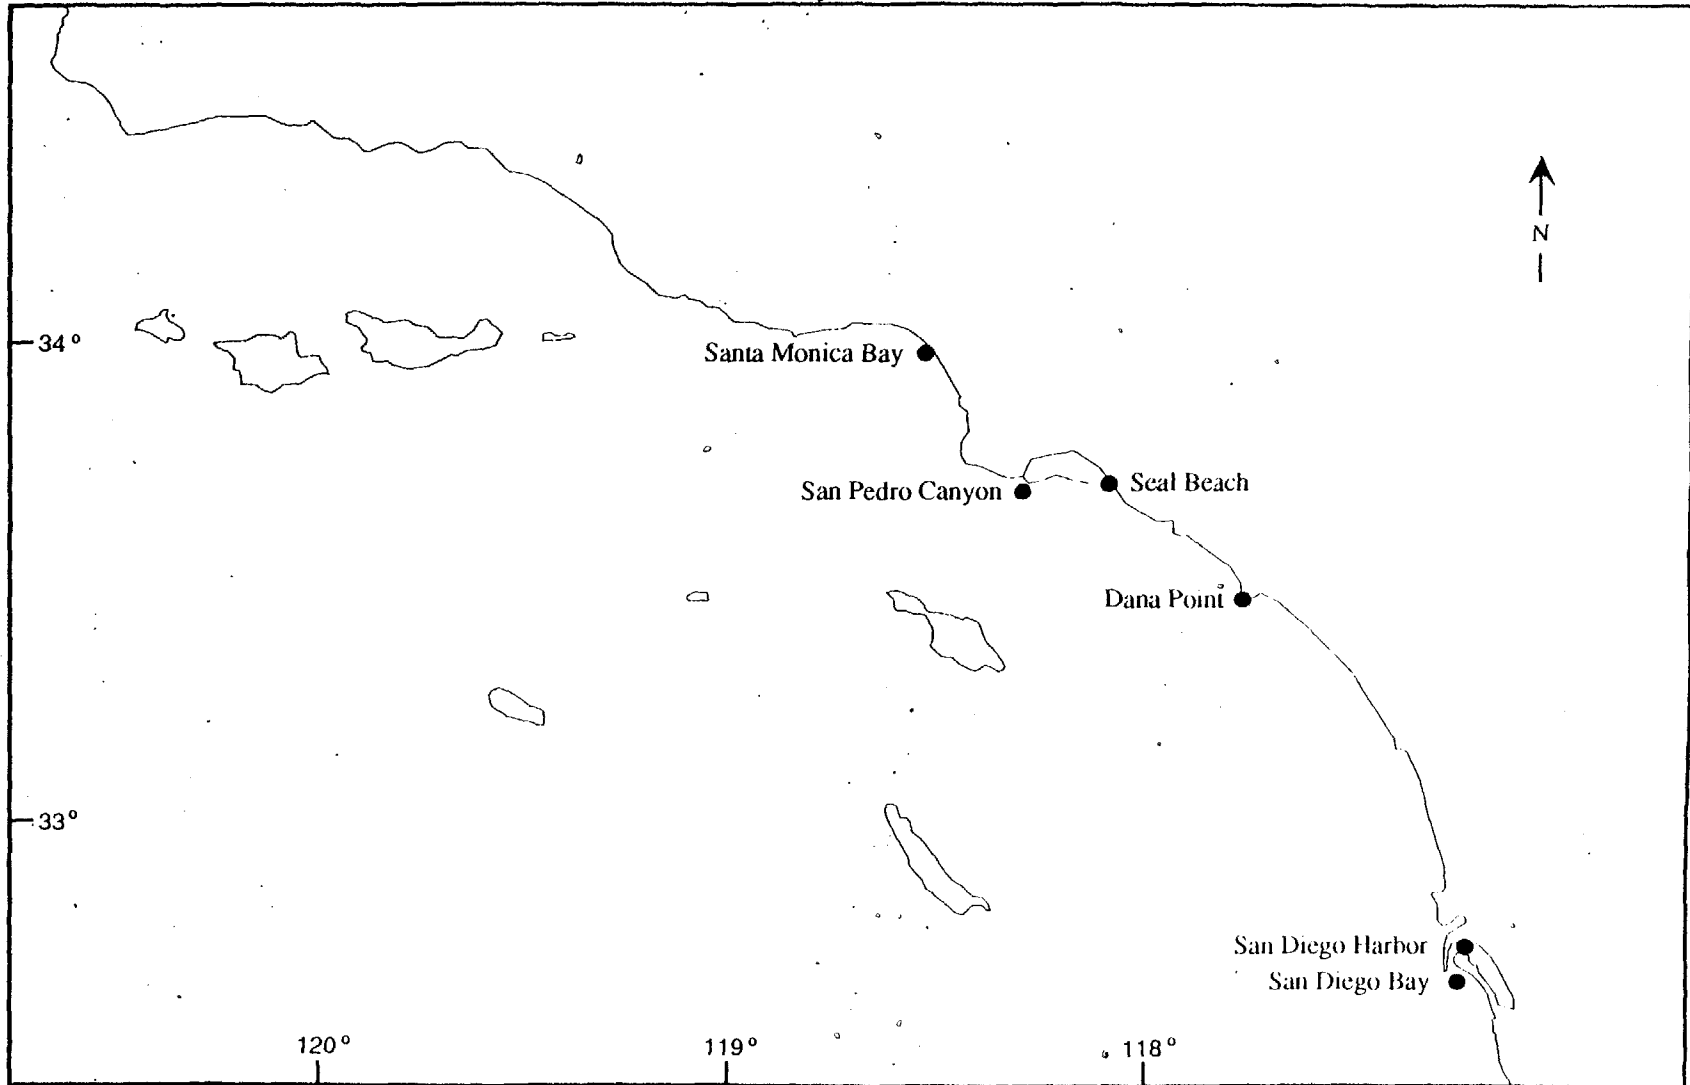 N
34°
Santa Monica Bay
San Pedro Canyon
Seal Beach
Dana Point
33°
San Diego Harbor
San Diego Bay
120°
119°
118°